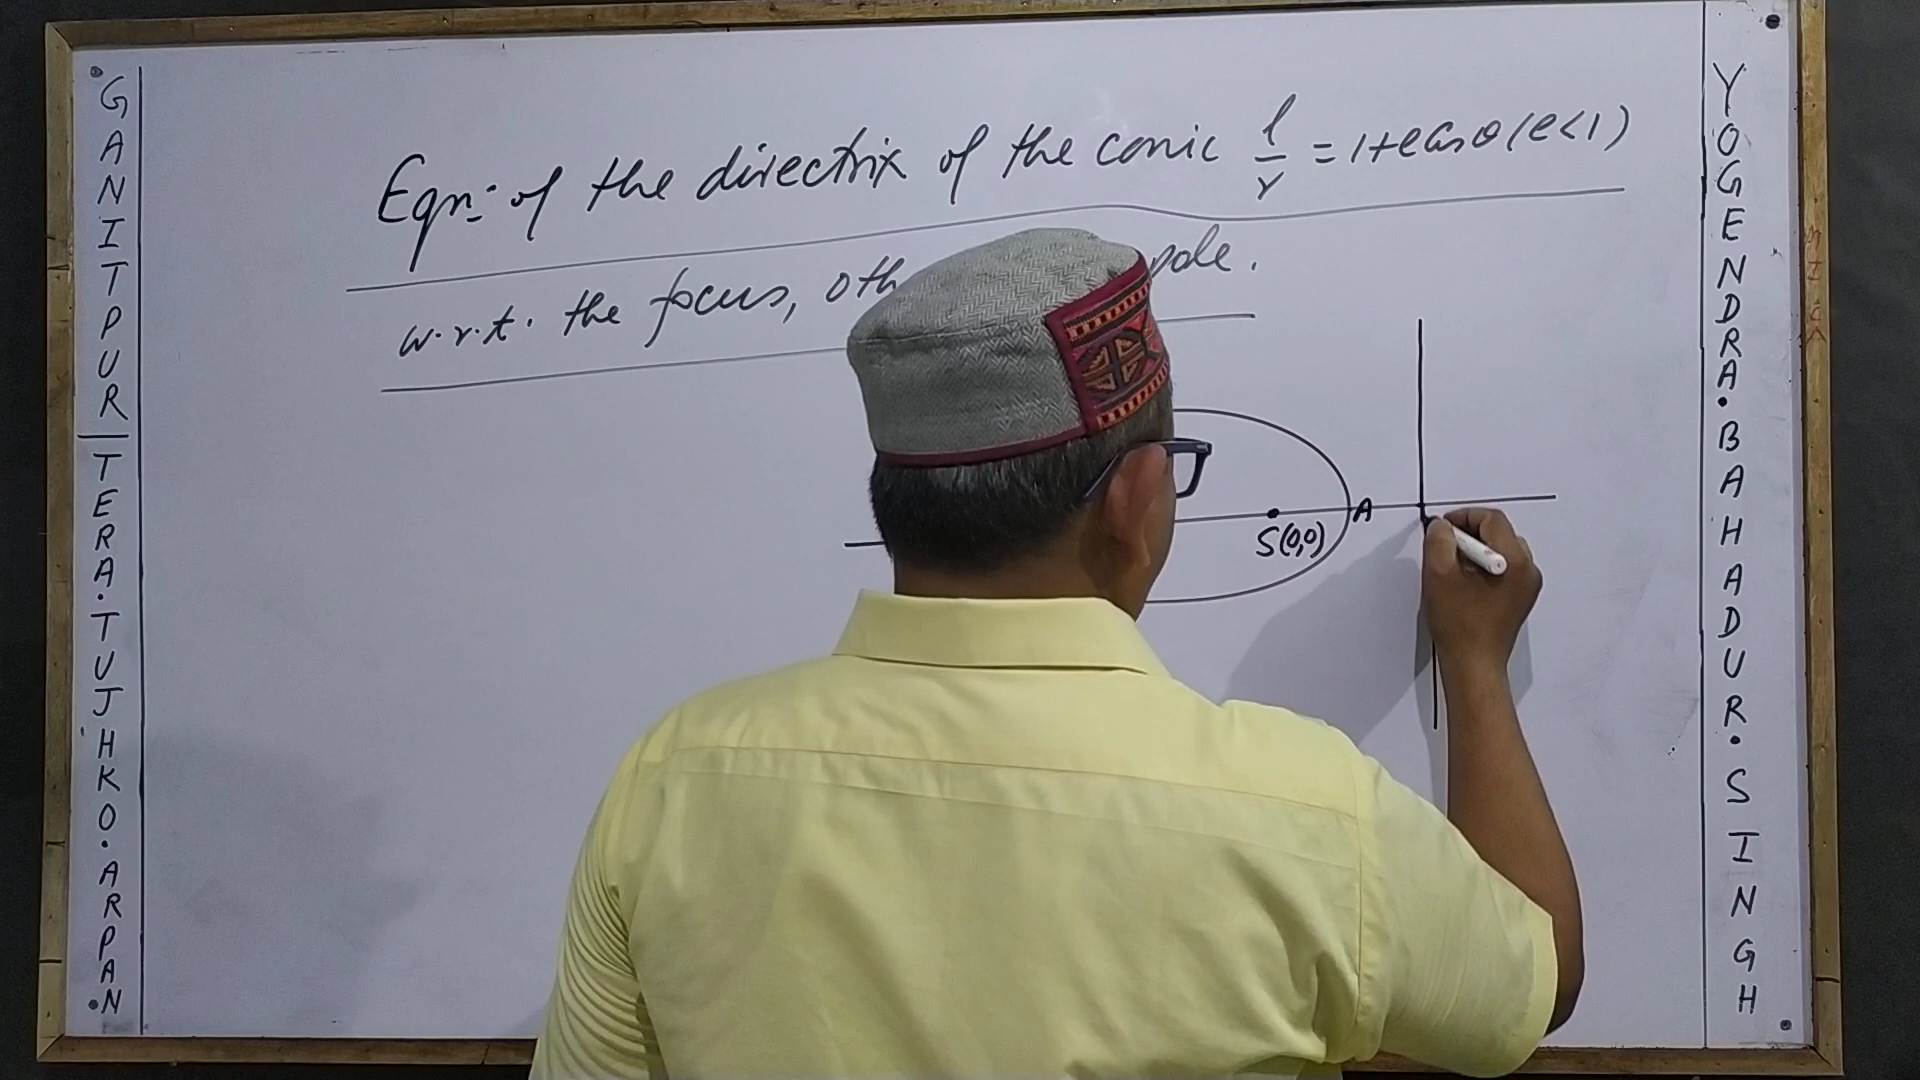 GANITPUR | TERA.TUJHKO.ARPAN.
Eqn: of the directrix of the conic l/r = 1+e cos θ (e<1)
w.r.t. the focus, oth pole.
A
S(0,0)
YOGENDRA.BAHADUR.SINGH